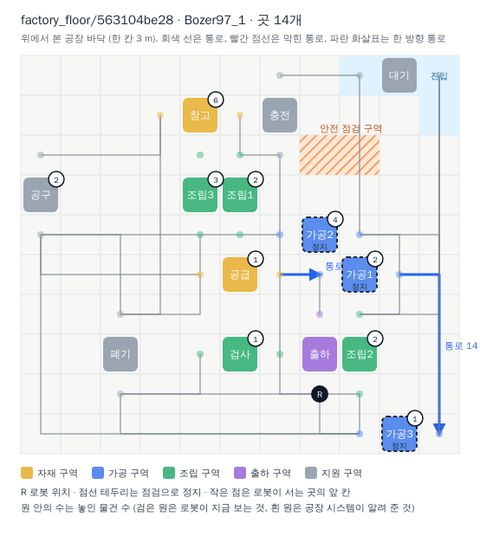 factory_floor/563104be28 · Bozer97_1 · 곳 14개
위에서 본 공장 바닥 (한 칸 3 m). 회색 선은 통로, 빨간 점선은 막힌 통로, 파란 화살표는 한 방향 통로
대기
전입
창고 6
충전
안전 점검 구역
공구 2
조립3 3
조립1 2
가공2 4
정지
공급 1
통로
가공1 2
정지
폐기
검사 1
출하
조립2 2
통로 14
R
가공3 1
정지
자재 구역 가공 구역 조립 구역 출하 구역 지원 구역
R 로봇 위치 · 점선 테두리는 점검으로 정지 · 작은 점은 로봇이 서는 곳의 앞 칸
원 안의 수는 놓인 물건 수 (검은 원은 로봇이 지금 보는 것, 흰 원은 공장 시스템이 알려 준 것)